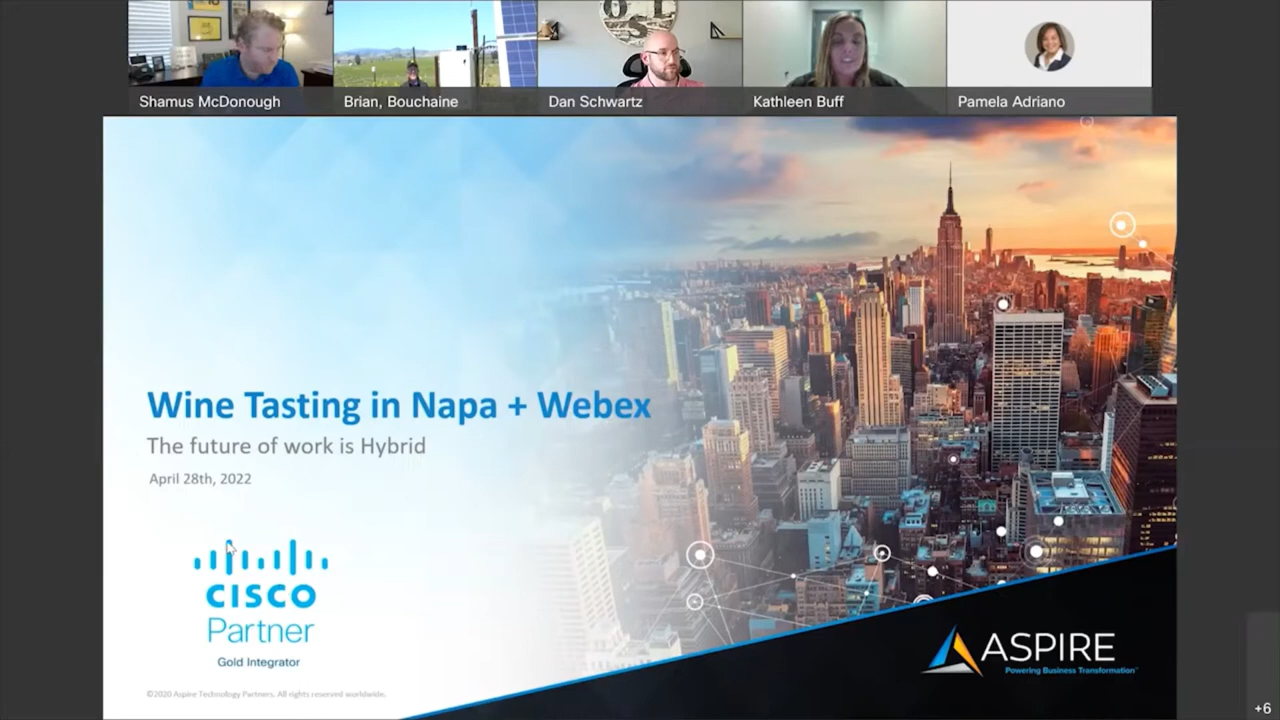 Shamus McDonough
Brian, Bouchaine
Dan Schwartz
Kathleen Buff
Pamela Adriano
Wine Tasting in Napa + Webex
The future of work is Hybrid
April 28th, 2022
CISCO
Partner
Gold Integrator
©2020 Aspire Technology Partners. All rights reserved worldwide.
ASPIRE
Powering Business Transformation™
+6